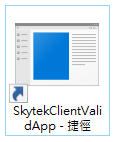 SkytekClientVali
dApp - 捷徑